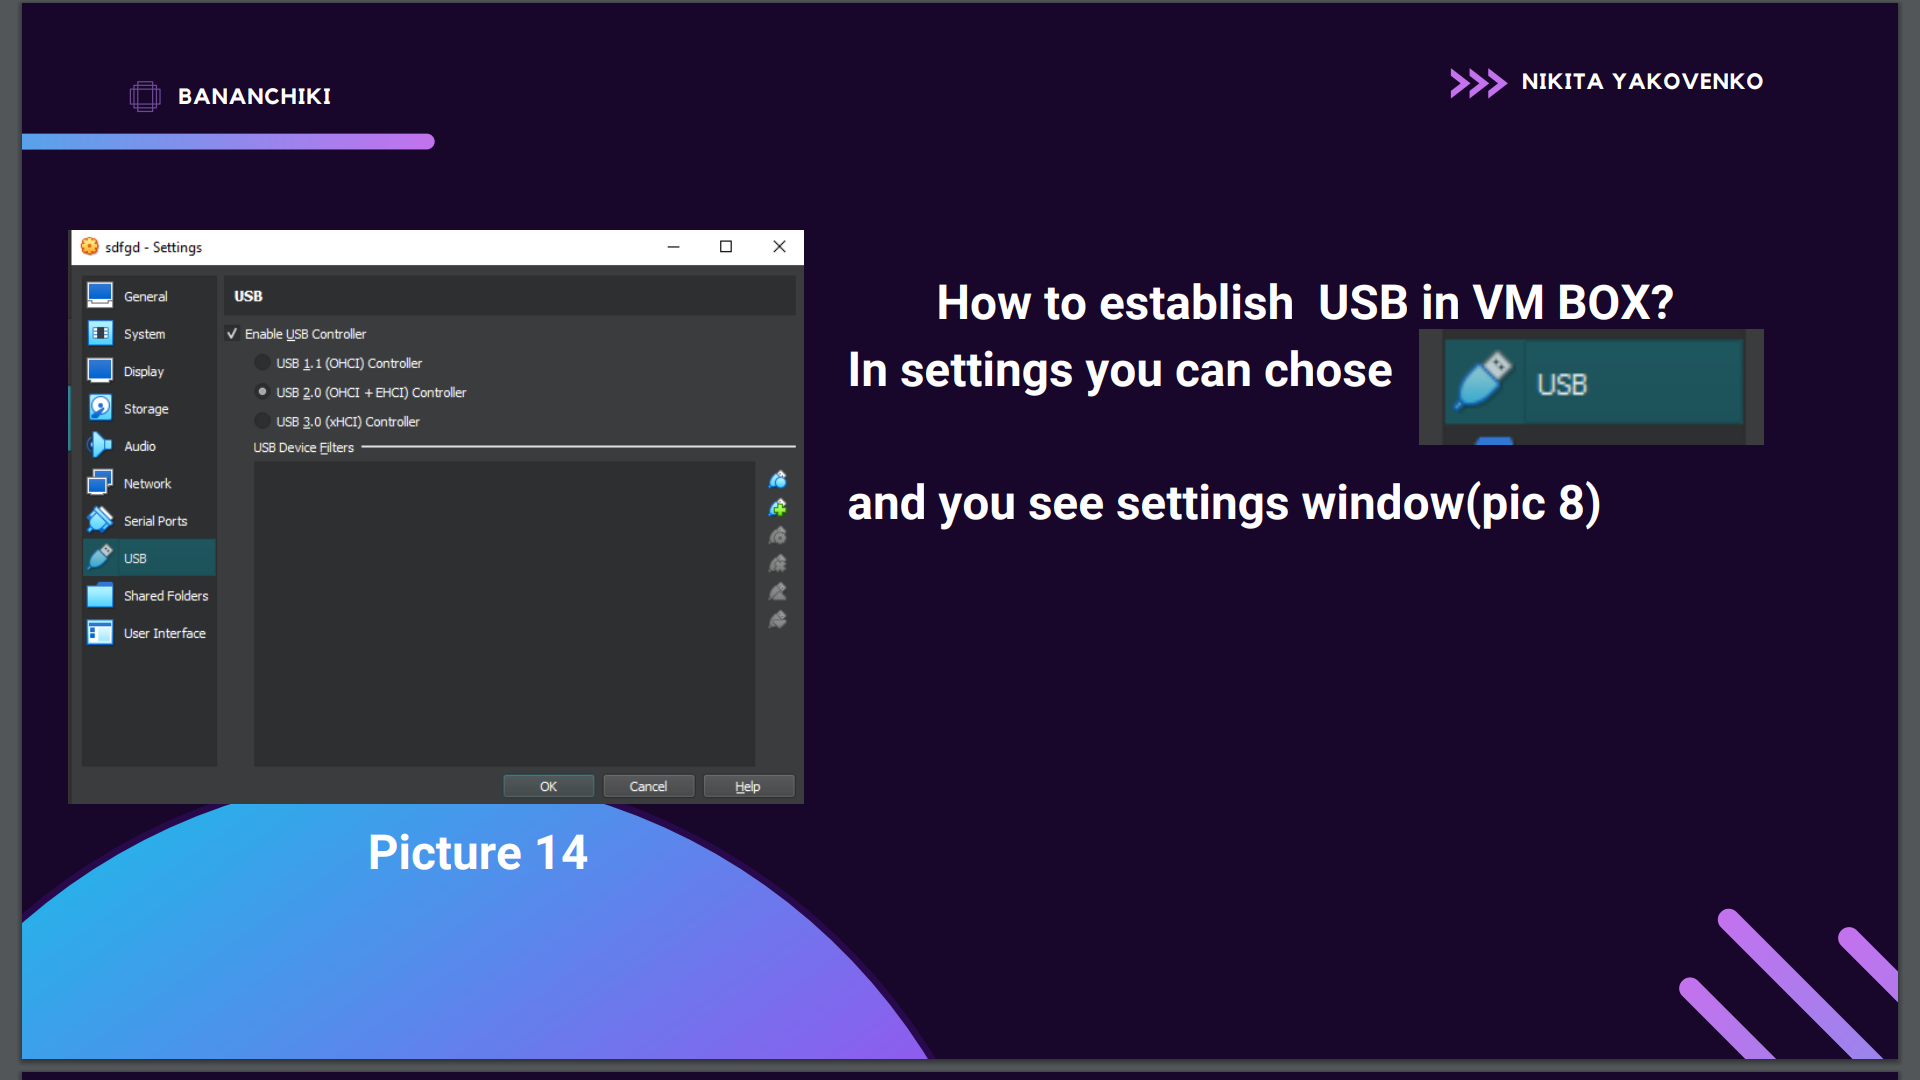 BANANCHIKI
NIKITA YAKOVENKO
sdfgd - Settings
General
System
Display
Storage
Audio
Network
Serial Ports
USB
Shared Folders
User Interface
USB
Enable USB Controller
USB 1.1 (OHCI) Controller
USB 2.0 (OHCI + EHCI) Controller
USB 3.0 (xHCI) Controller
USB Device Filters
OK
Cancel
Help
Picture 14
How to establish USB in VM BOX?
In settings you can chose
USB
and you see settings window(pic 8)